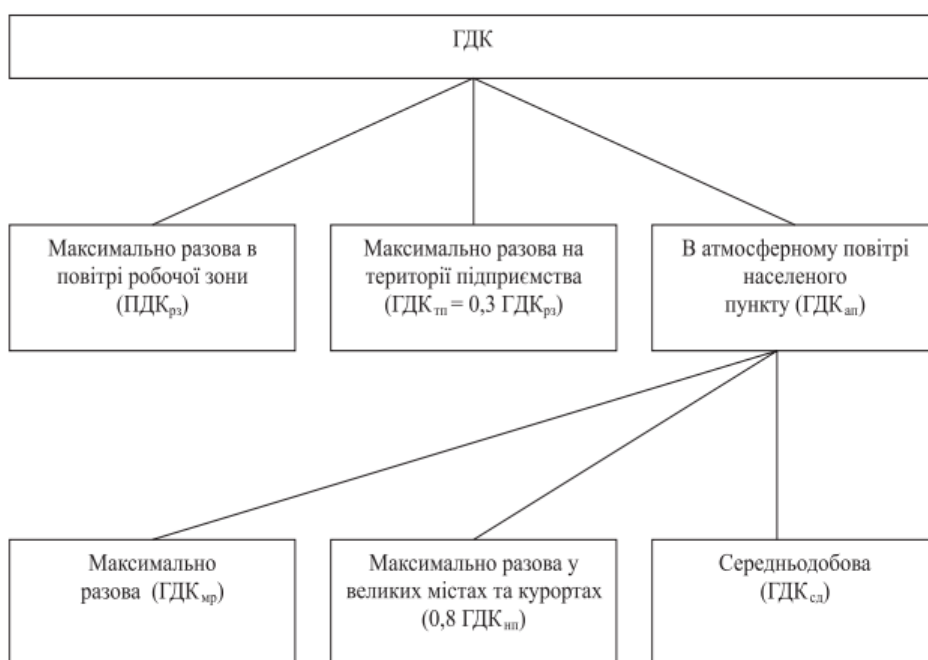 ГДК
Максимально разова в
повітрі робочої зони
(ПДКрз)
Максимально разова на
території підприємства
(ГДКтп = 0,3 ГДКрз)
В атмосферному повітрі
населеного
пункту (ГДКап)
Максимально
разова (ГДКмр)
Максимально разова у
великих містах та курортах
(0,8 ГДКнп)
Середньодобова
(ГДКсд)